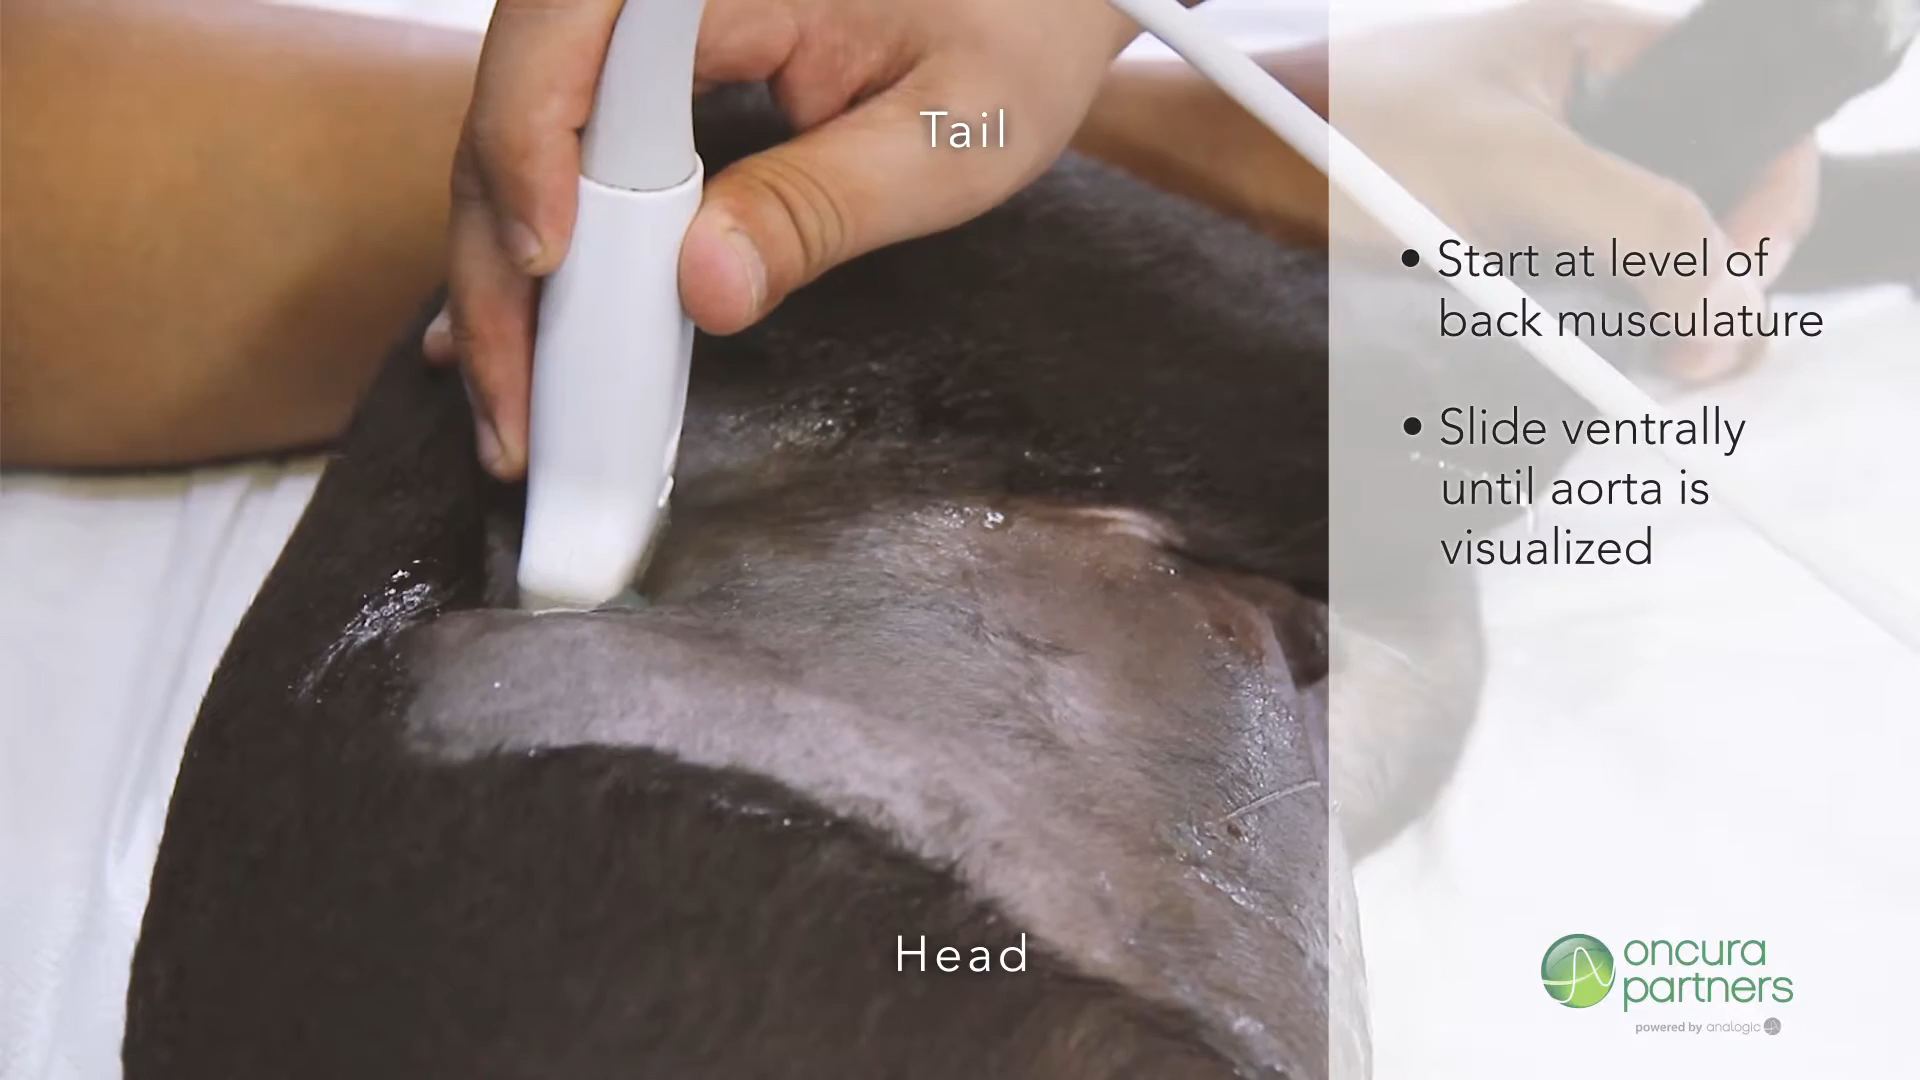 Tail
• Start at level of
back musculature
• Slide ventrally
until aorta is
visualized
Head
oncura
partners
powered by analogic